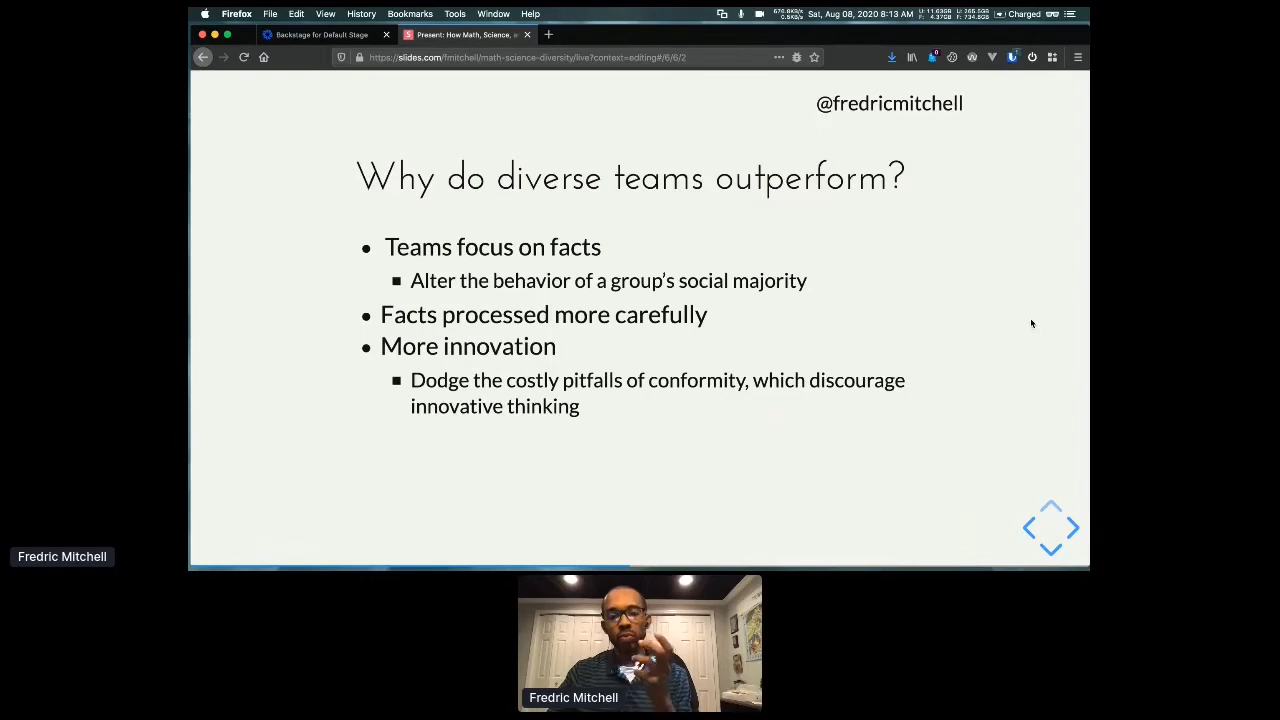 Firefox File Edit View History Bookmarks Tools Window Help Sat, Aug 08, 2020 8:13 AM Charged
Backstage for Default Stage Present: How Math, Science,
https://slides.com/fmitchell/math-science-diversity/live?context=editing#/6/6/2
@fredricmitchell
Why do diverse teams outperform?
Teams focus on facts
Alter the behavior of a group's social majority
Facts processed more carefully
More innovation
Dodge the costly pitfalls of conformity, which discourage
innovative thinking
Fredric Mitchell
Fredric Mitchell